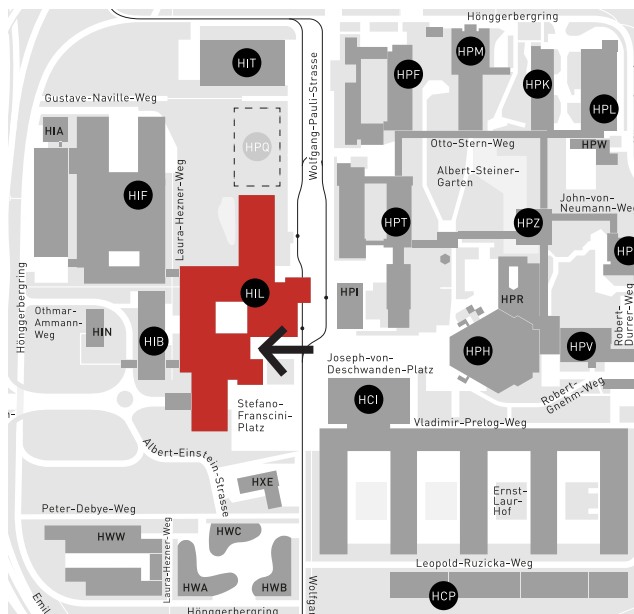 Hönggerbergring
HIT
HPF
HPM
HPK
HPL
Gustave-Naville-Weg
Wolfgang-Pauli-Strasse
HIA
HPQ
Otto-Stern-Weg
HPW
Albert-Steiner-
Garten
HIF
Laura-Hezner-Weg
John-von-
Neumann-Weg
HPT
HPZ
Hönggerbergring
HIL
HPI
HPR
Robert-
Durrer-Weg
Othmar-
Ammann-
Weg
HIN
HIB
HPH
HPV
Joseph-von-
Deschwanden-Platz
Robert-
Gnehm-Weg
HCI
Stefano-
Franscini-
Platz
Vladimir-Prelog-Weg
Albert-Einstein-Strasse
HXE
Ernst-
Laur-
Hof
Peter-Debye-Weg
HWW
Laura-Hezner-Weg
HWC
HWA
HWB
Leopold-Ruzicka-Weg
HCP
Emil
Hönggerbergring
Wolfga